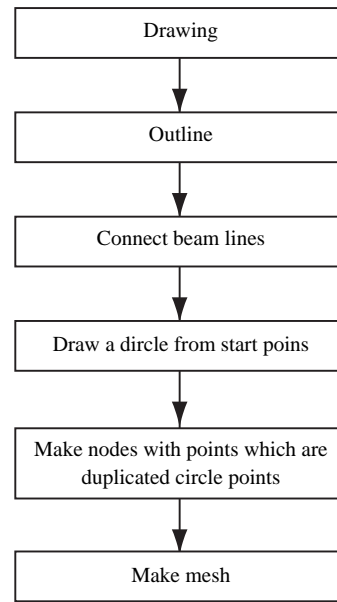 Drawing
Outline
Connect beam lines
Draw a dircle from start poins
Make nodes with points which are
duplicated circle points
Make mesh